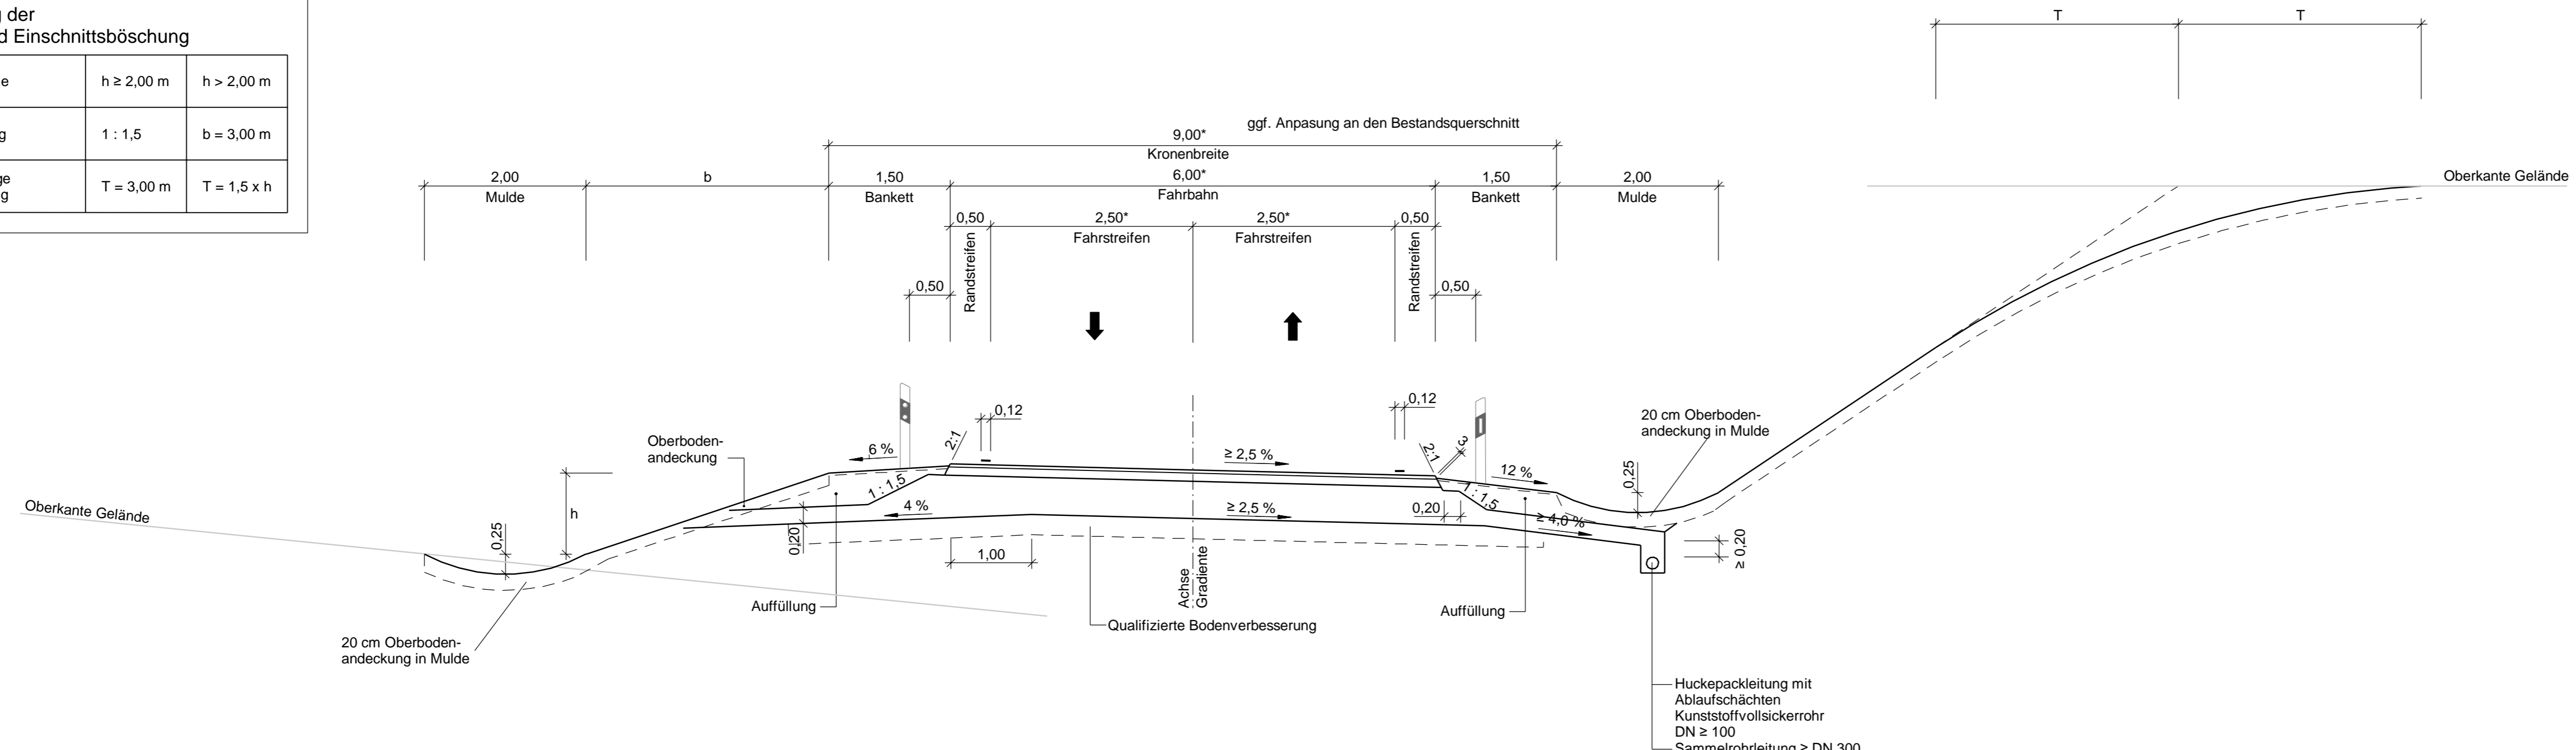 g der
d Einschnittsböschung
e
h ≥ 2,00 m
h > 2,00 m
g
1 : 1,5
b = 3,00 m
ge
g
T = 3,00 m
T = 1,5 x h
T
T
ggf. Anpasung an den Bestandsquerschnitt
9,00*
Kronenbreite
2,00
Mulde
b
1,50
Bankett
6,00*
Fahrbahn
1,50
Bankett
2,00
Mulde
Oberkante Gelände
0,50
2,50*
2,50*
0,50
Randstreifen
Fahrstreifen
Fahrstreifen
Randstreifen
0,50
0,50
0,12
0,12
Oberboden-
andeckung
6 %
2:1
≥ 2,5 %
2:1
3
12 %
20 cm Oberboden-
andeckung in Mulde
0,25
Oberkante Gelände
0,25
h
1 : 1,5
4 %
0,20
≥ 2,5 %
0,20
1 : 1,5
≥ 4,0 %
≥ 0,20
1,00
Achse
Gradiente
Auffüllung
Auffüllung
Qualifizierte Bodenverbesserung
20 cm Oberboden-
andeckung in Mulde
Huckepackleitung mit
Ablaufschächten
Kunststoffvollsickerrohr
DN ≥ 100
Sammelrohrleitung ≥ DN 300